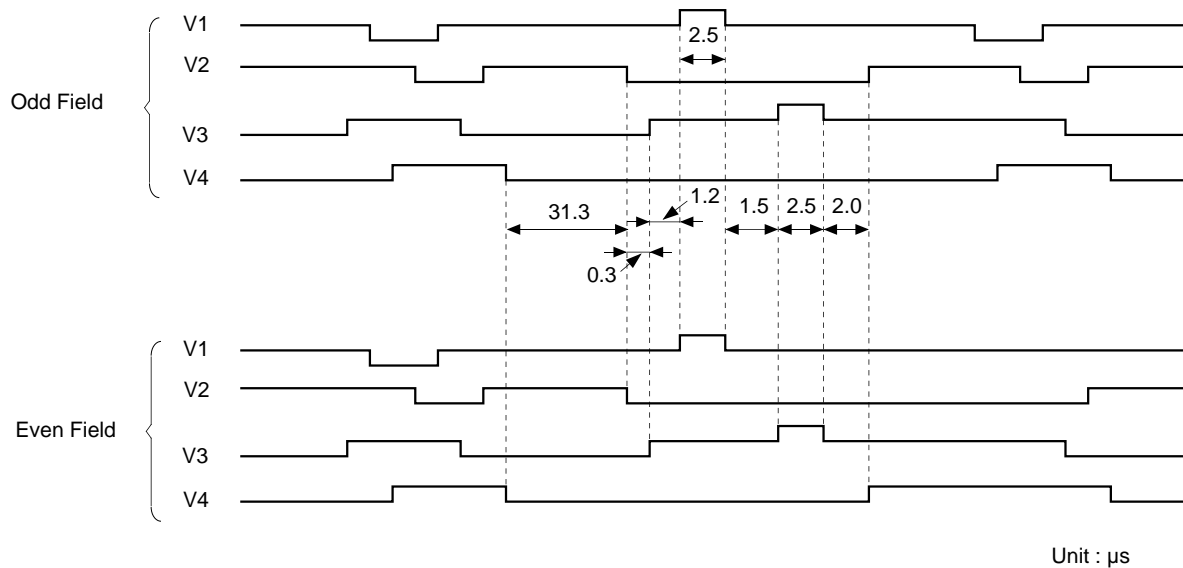 V1
2.5
V2
Odd Field
V3
V4
1.2
31.3
1.5 2.5 2.0
0.3
V1
V2
Even Field
V3
V4
Unit : μs